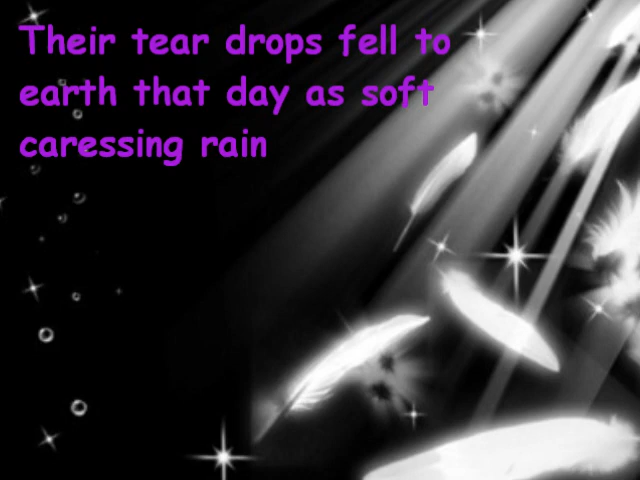 Their tear drops fell to
earth that day as soft
caressing rain